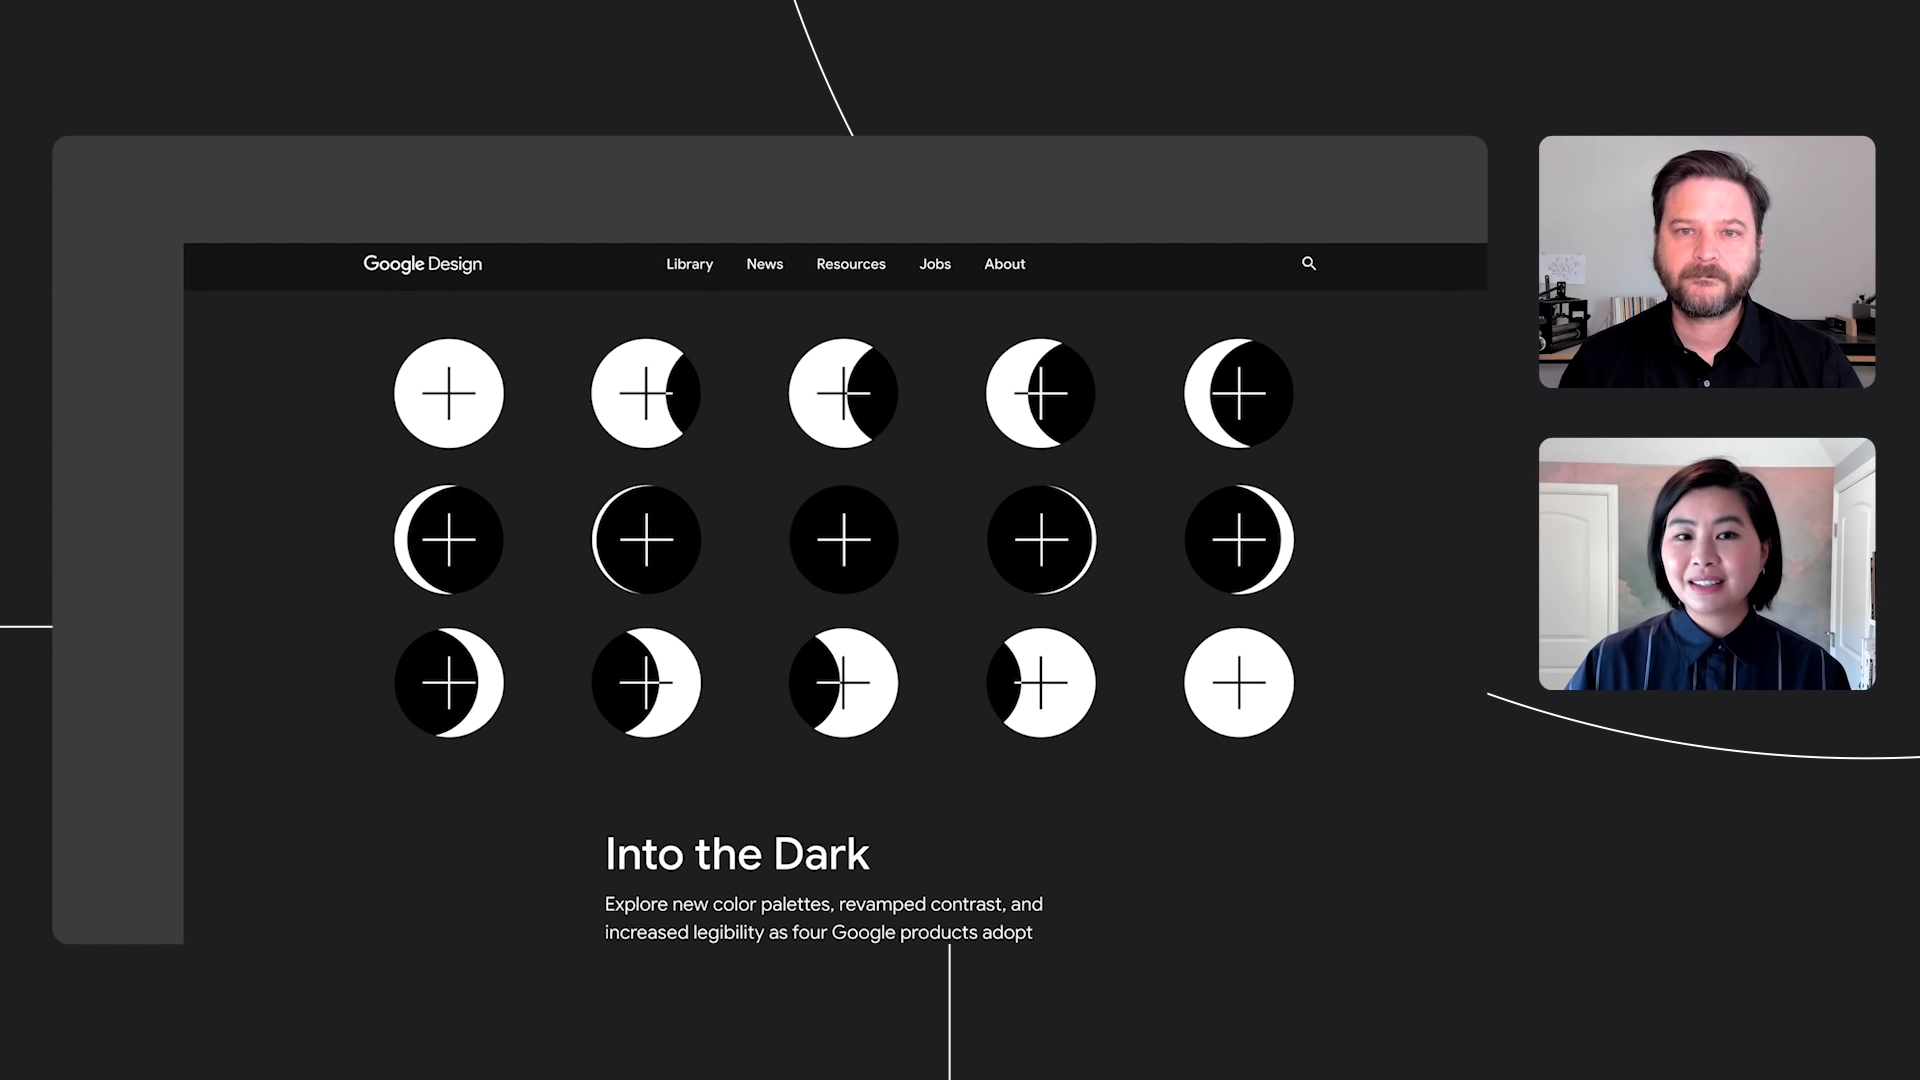 Google Design
Library
News
Resources
Jobs
About
Into the Dark
Explore new color palettes, revamped contrast, and
increased legibility as four Google products adopt